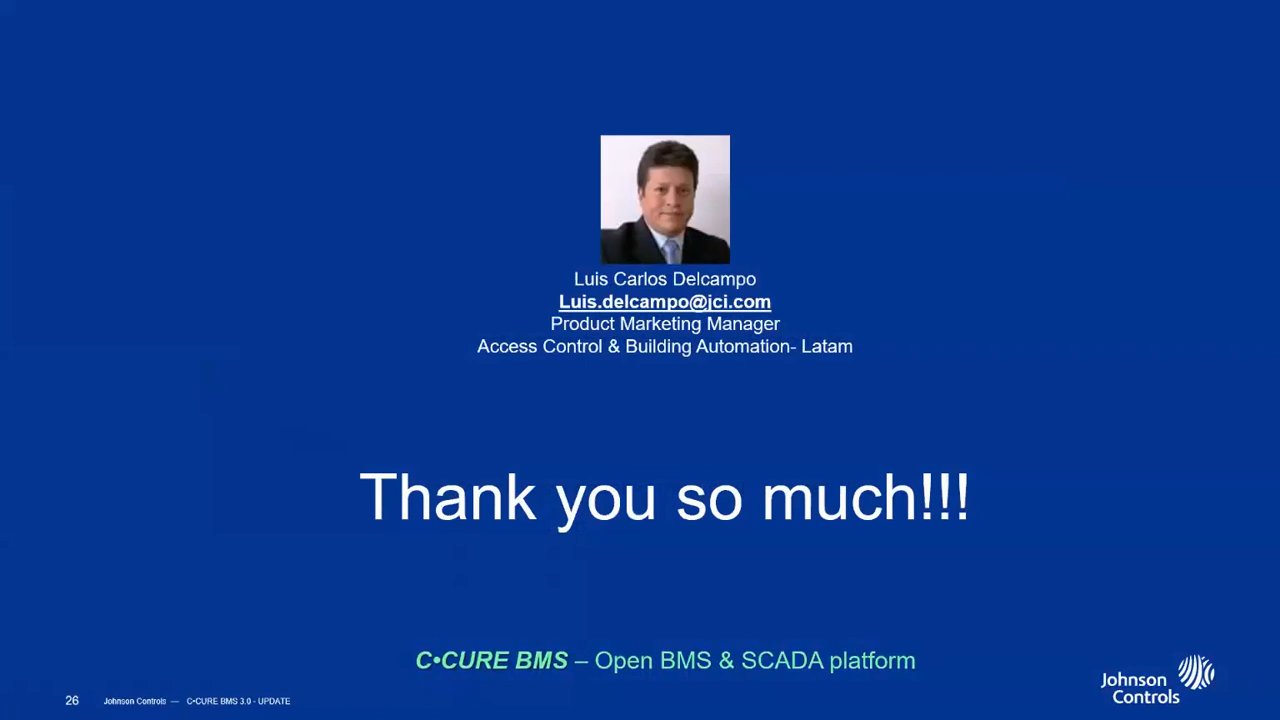 Luis Carlos Delcampo
Luis.delcampo@jci.com
Product Marketing Manager
Access Control & Building Automation- Latam
Thank you so much!!!
C•CURE BMS – Open BMS & SCADA platform
Johnson
Controls
26 Johnson Controls — C•CURE BMS 3.0 - UPDATE